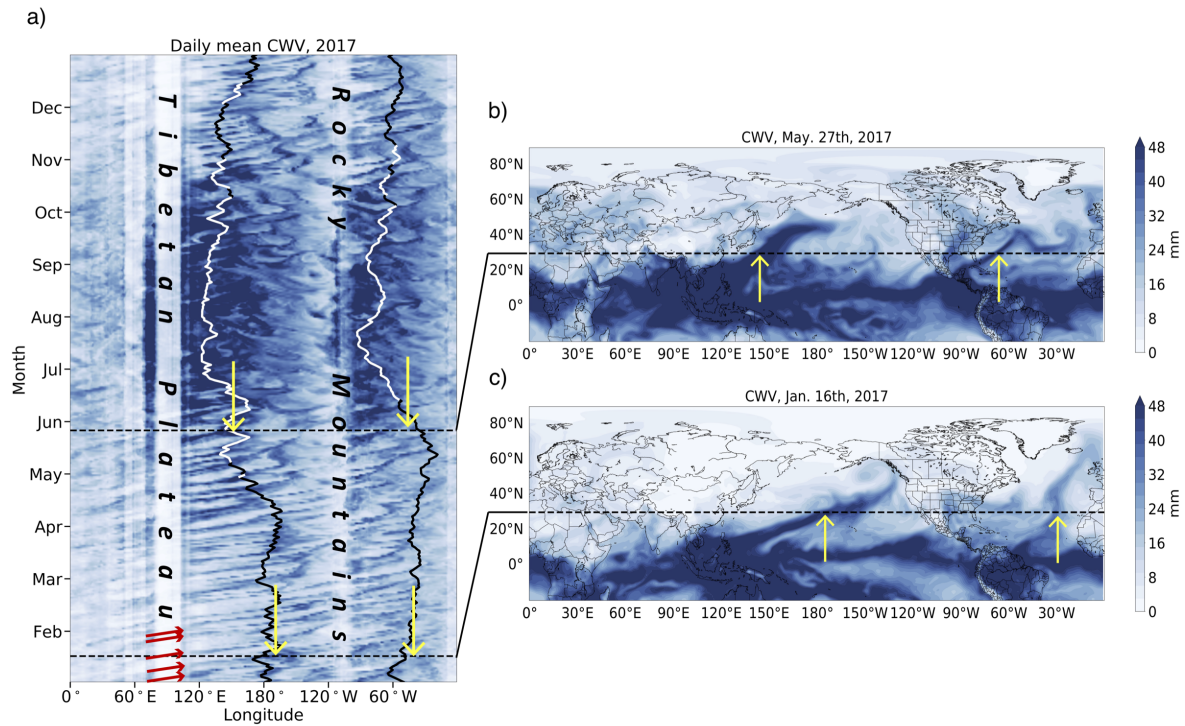 a)
Daily mean CWV, 2017
Dec
Nov
Oct
Sep
Aug
Jul
Jun
May
Apr
Mar
Feb
Month
Tibetan Plateau
Rocky Mountains
0° 60°E 120°E 180°W 120°W 60°W
Longitude
b)
CWV, May. 27th, 2017
80°N
60°N
40°N
20°N
0°
0° 30°E 60°E 90°E 120°E 150°E 180°W 150°W 120°W 90°W 60°W 30°W
48
40
32
24
16
8
0
mm
c)
CWV, Jan. 16th, 2017
80°N
60°N
40°N
20°N
0°
0° 30°E 60°E 90°E 120°E 150°E 180°W 150°W 120°W 90°W 60°W 30°W
48
40
32
24
16
8
0
mm